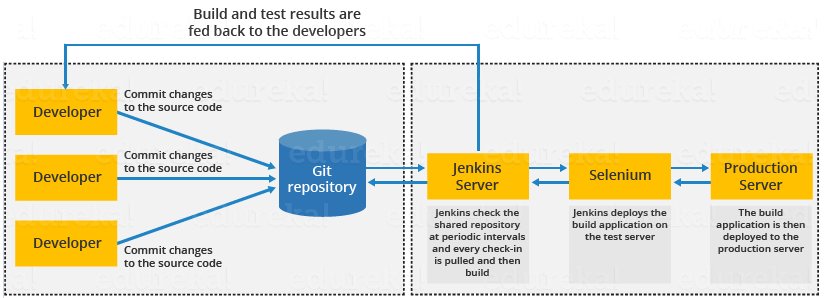 Build and test results are
fed back to the developers
Developer
Commit changes
to the source code
Developer
Commit changes
to the source code
Developer
Commit changes
to the source code
Git
repository
Jenkins
Server
Jenkins check the
shared repository
at periodic intervals
and every check-in
is pulled and then
build
Selenium
Jenkins deploys the
build application on
the test server
Production
Server
The build
application is then
deployed to the
production server
edureka!